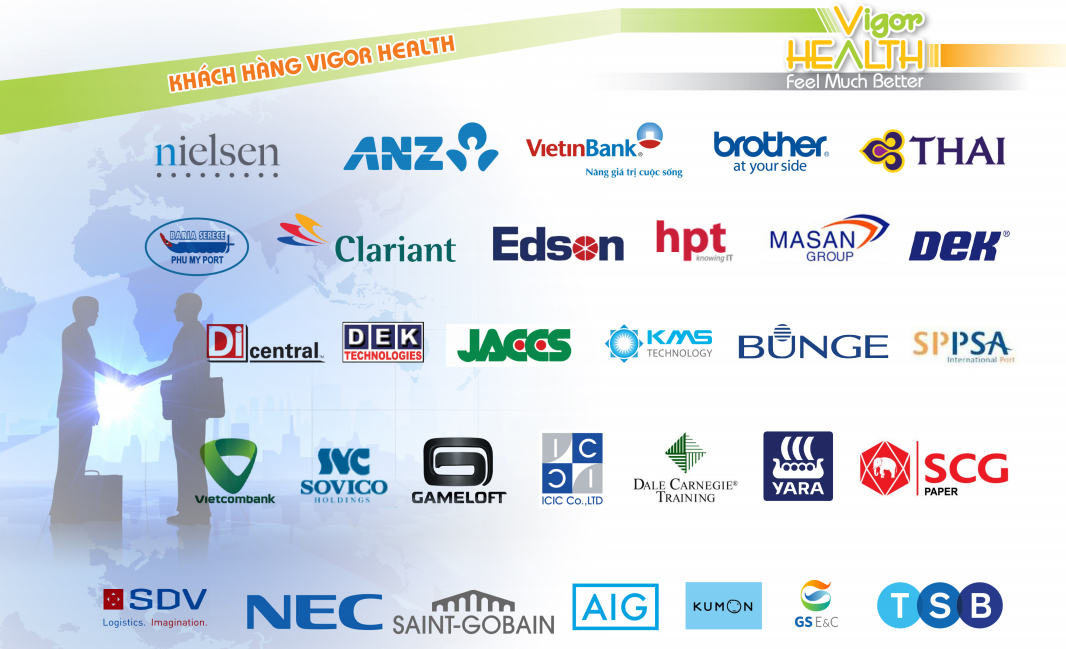 KHÁCH HÀNG VIGOR HEALTH
Vigor
HEALTH
Feel Much Better
nielsen
ANZ
VietinBank®
Nâng giá trị cuộc sống
brother®
at your side
THAI
BARIA SERECE
PHU MY PORT
Clariant
Edson
hpt
knowing IT
MASAN
GROUP
DEK®
Di central™
DEK
TECHNOLOGIES
JACCS
KMS
TECHNOLOGY
BUNGE
SPPSA
International Port
Vietcombank
SVC
SOVICO
HOLDINGS
GAMELOFT
IC
IC
ICIC Co.,LTD
DALE CARNEGIE®
TRAINING
YARA
SCG
PAPER
SDV
Logistics. Imagination.
NEC
SAINT-GOBAIN
AIG
KUMON
GS E&C
TSB